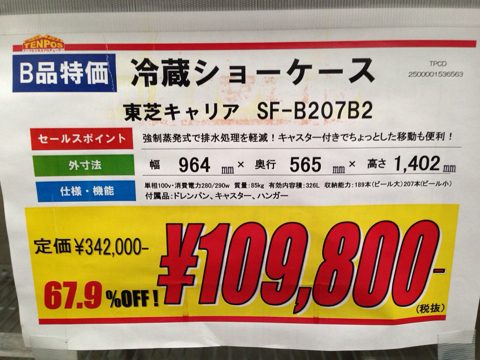 TENPOS
TPCD
2500001536563
B品特価 冷蔵ショーケース
東芝キャリア SF-B207B2
セールスポイント 強制蒸発式で排水処理を軽減！キャスター付きでちょっとした移動も便利！
外寸法 幅 964 mm × 奥行 565 mm × 高さ 1,402 mm
仕様・機能 単相100v・消費電力280/290w 質量：85kg 有効内容積：326L 収納能力：189本(ビール大)207本(ビール小)
付属品：ドレンパン、キャスター、ハンガー
定価¥342,000-
¥109,800-
67.9%OFF！
(税抜)